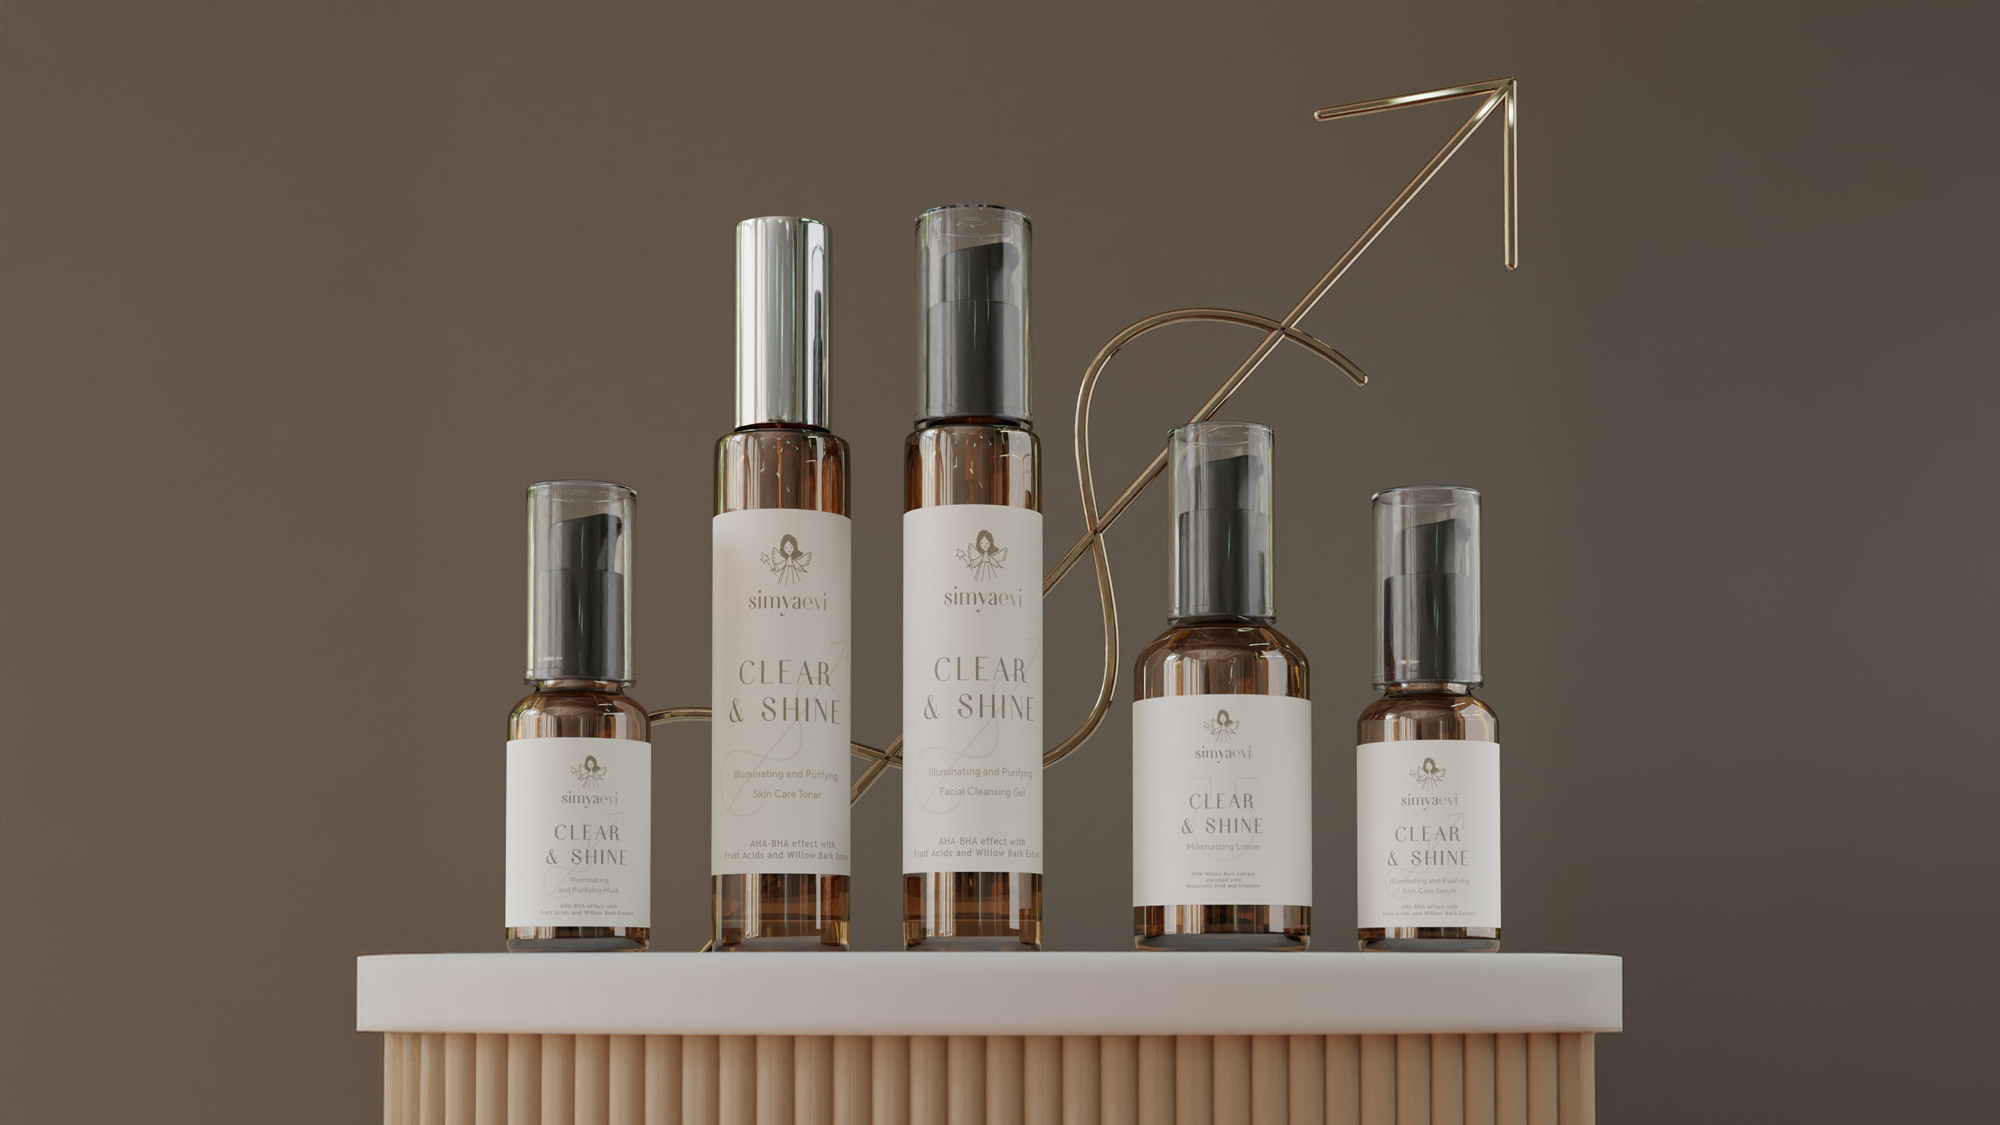 simyaevi
CLEAR
& SHINE
Illuminating
and Purifying Mask
AHA-BHA effect with
Fruit Acids and Willow Bark Extract
simyaevi
CLEAR
& SHINE
Illuminating and Purifying
Skin Care Toner
AHA-BHA effect with
Fruit Acids and Willow Bark Extra
simyaevi
CLEAR
& SHINE
Illuminating and Purifying
Facial Cleansing Gel
AHA-BHA effect with
Fruit Acids and Willow Bark Extra
simyaevi
CLEAR
& SHINE
Moisturizing Lotion
With Willow Bark Extract
enriched with
Hyaluronic Acid and Allantoin
simyaevi
CLEAR
& SHINE
Illuminating and Purifying
Skin Care Serum
AHA-BHA effect with
Fruit Acids and Willow Bark Extract